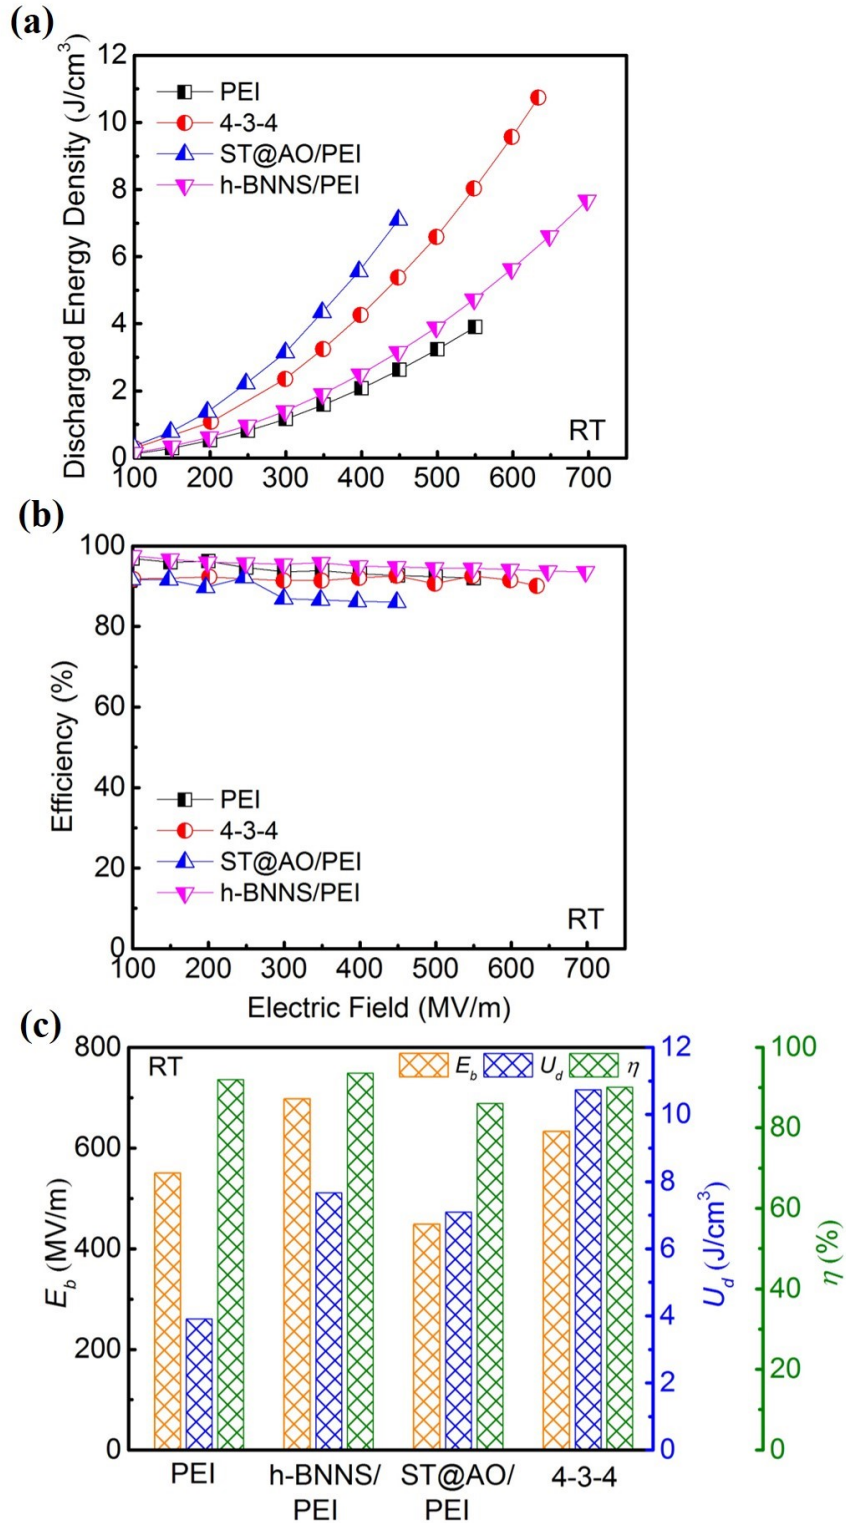 (a)
12
10
8
6
4
2
0
Discharged Energy Density (J/cm³)
PEI
4-3-4
ST@AO/PEI
h-BNNS/PEI
RT
100 200 300 400 500 600 700
(b)
100
80
60
40
20
0
Efficiency (%)
PEI
4-3-4
ST@AO/PEI
h-BNNS/PEI
RT
100 200 300 400 500 600 700
Electric Field (MV/m)
(c)
800
600
400
200
0
E_b (MV/m)
RT
E_b U_d η
12
10
8
6
4
2
0
U_d (J/cm³)
100
80
60
40
20
0
η (%)
PEI
h-BNNS/
PEI
ST@AO/
PEI
4-3-4